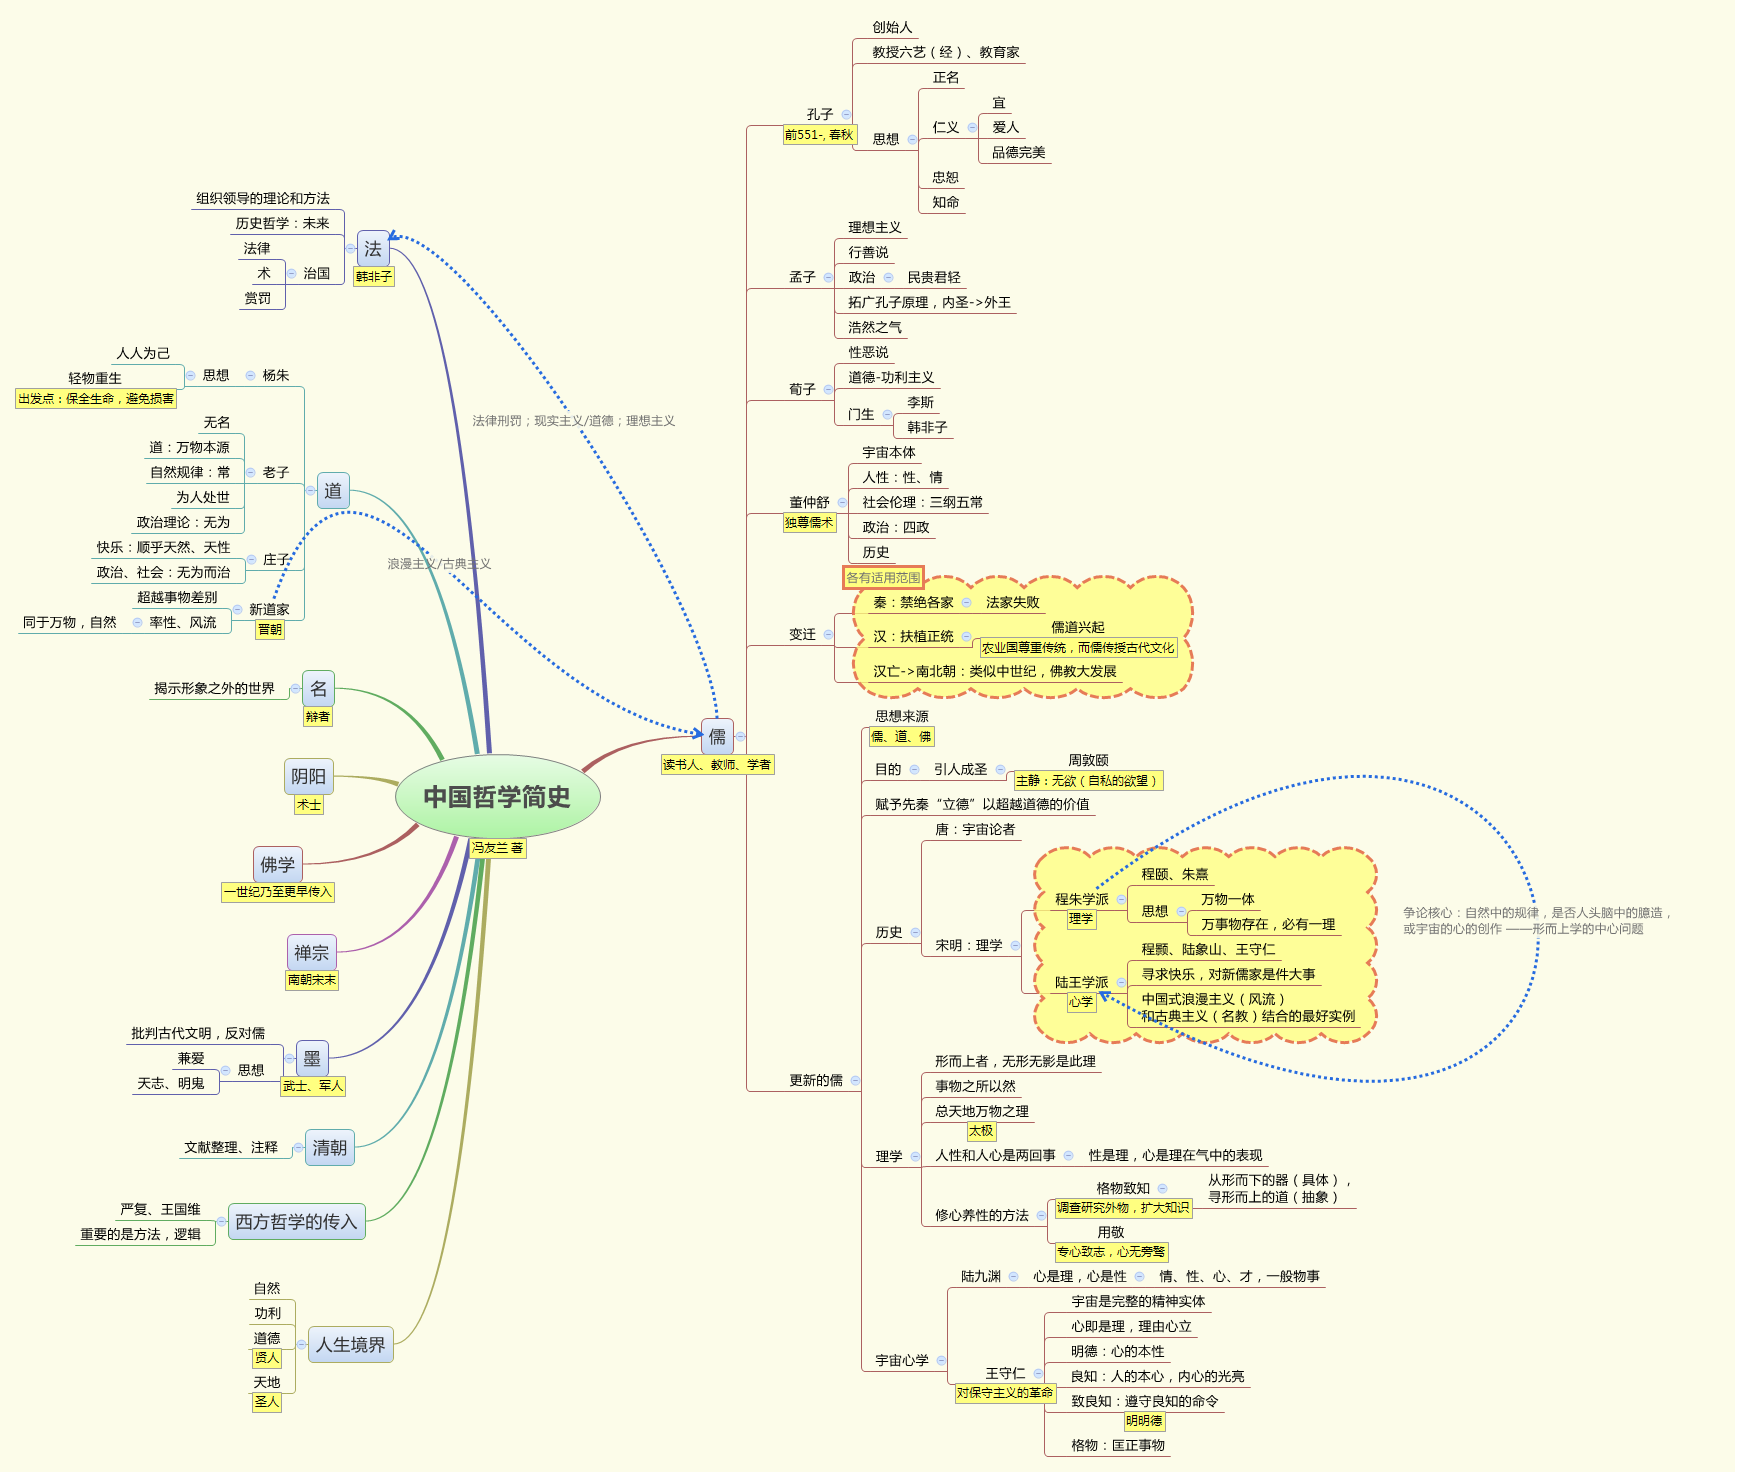 中国哲学简史
冯友兰 著
法
韩非子
组织领导的理论和方法
历史哲学：未来
治国
法律
术
赏罚
道
杨朱
思想
人人为己
轻物重生
出发点：保全生命，避免损害
老子
无名
道：万物本源
自然规律：常
为人处世
政治理论：无为
庄子
快乐：顺乎天然、天性
政治、社会：无为而治
新道家
晋朝
超越事物差别
率性、风流
同于万物，自然
名
辩者
揭示形象之外的世界
阴阳
术士
佛学
一世纪乃至更早传入
禅宗
南朝宋末
墨
武士、军人
批判古代文明，反对儒
思想
兼爱
天志、明鬼
清朝
文献整理、注释
西方哲学的传入
严复、王国维
重要的是方法，逻辑
人生境界
自然
功利
道德
贤人
天地
圣人
法律刑罚；现实主义/道德；理想主义
浪漫主义/古典主义
儒
读书人、教师、学者
孔子
前551-, 春秋
创始人
教授六艺（经）、教育家
思想
正名
仁义
宜
爱人
品德完美
忠恕
知命
孟子
理想主义
行善说
政治
民贵君轻
拓广孔子原理，内圣->外王
浩然之气
荀子
性恶说
道德-功利主义
门生
李斯
韩非子
董仲舒
独尊儒术
宇宙本体
人性：性、情
社会伦理：三纲五常
政治：四政
历史
各有适用范围
变迁
秦：禁绝各家
法家失败
汉：扶植正统
儒道兴起
农业国尊重传统，而儒传授古代文化
汉亡->南北朝：类似中世纪，佛教大发展
更新的儒
思想来源
儒、道、佛
目的
引人成圣
周敦颐
主静：无欲（自私的欲望）
赋予先秦“立德”以超越道德的价值
历史
唐：宇宙论者
宋明：理学
程朱学派
理学
程颐、朱熹
思想
万物一体
万事物存在，必有一理
陆王学派
心学
程颢、陆象山、王守仁
寻求快乐，对新儒家是件大事
中国式浪漫主义（风流）
和古典主义（名教）结合的最好实例
争论核心：自然中的规律，是否人头脑中的臆造，
或宇宙的心的创作 ——形而上学的中心问题
理学
形而上者，无形无影是此理
事物之所以然
总天地万物之理
太极
人性和人心是两回事
性是理，心是理在气中的表现
修心养性的方法
格物致知
调查研究外物，扩大知识
从形而下的器（具体），
寻形而上的道（抽象）
用敬
专心致志，心无旁骛
宇宙心学
陆九渊
心是理，心是性
情、性、心、才，一般物事
王守仁
对保守主义的革命
宇宙是完整的精神实体
心即是理，理由心立
明德：心的本性
良知：人的本心，内心的光亮
致良知：遵守良知的命令
明明德
格物：匡正事物